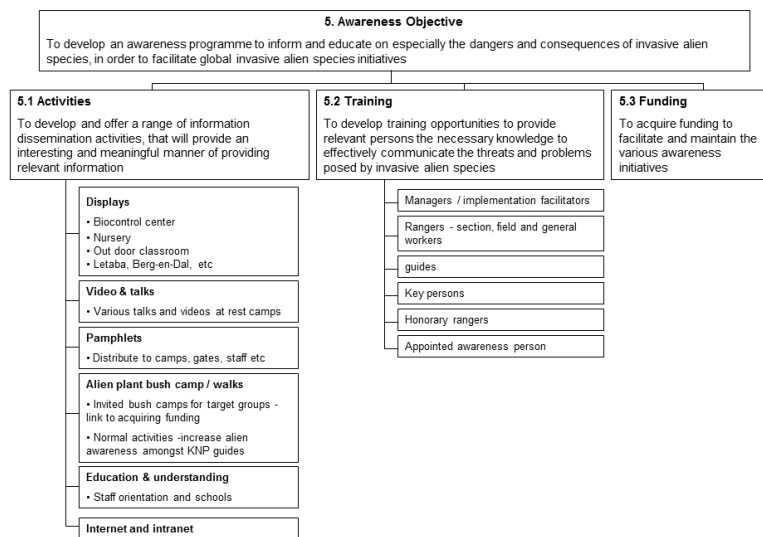 5. Awareness Objective
To develop an awareness programme to inform and educate on especially the dangers and consequences of invasive alien
species, in order to facilitate global invasive alien species initiatives
5.1 Activities
To develop and offer a range of information
dissemination activities, that will provide an
interesting and meaningful manner of providing
relevant information
Displays
• Biocontrol center
• Nursery
• Out door classroom
• Letaba, Berg-en-Dal, etc
Video & talks
• Various talks and videos at rest camps
Pamphlets
• Distribute to camps, gates, staff etc
Alien plant bush camp / walks
• Invited bush camps for target groups -
link to acquiring funding
• Normal activities -increase alien
awareness amongst KNP guides
Education & understanding
• Staff orientation and schools
Internet and intranet
5.2 Training
To develop training opportunities to provide
relevant persons the necessary knowledge to
effectively communicate the threats and problems
posed by invasive alien species
Managers / implementation facilitators
Rangers - section, field and general
workers
guides
Key persons
Honorary rangers
Appointed awareness person
5.3 Funding
To acquire funding to
facilitate and maintain the
various awareness
initiatives